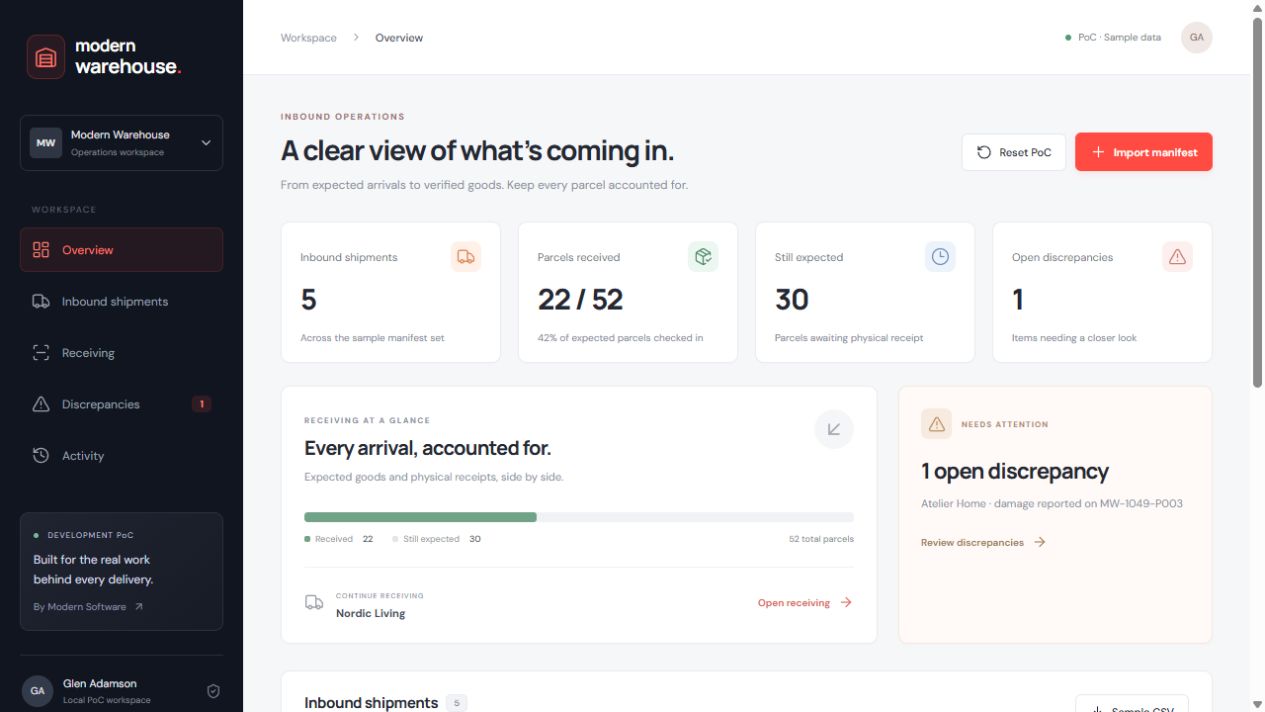 modern
warehouse.
MW
Modern Warehouse
Operations workspace
WORKSPACE
Overview
Inbound shipments
Receiving
Discrepancies 1
Activity
DEVELOPMENT PoC
Built for the real work
behind every delivery.
By Modern Software
GA
Glen Adamson
Local PoC workspace
Workspace > Overview
PoC · Sample data
GA
INBOUND OPERATIONS
A clear view of what's coming in.
From expected arrivals to verified goods. Keep every parcel accounted for.
Reset PoC
Import manifest
Inbound shipments
5
Across the sample manifest set
Parcels received
22 / 52
42% of expected parcels checked in
Still expected
30
Parcels awaiting physical receipt
Open discrepancies
1
Items needing a closer look
RECEIVING AT A GLANCE
Every arrival, accounted for.
Expected goods and physical receipts, side by side.
Received 22 Still expected 30 52 total parcels
CONTINUE RECEIVING
Nordic Living
Open receiving
NEEDS ATTENTION
1 open discrepancy
Atelier Home · damage reported on MW-1049-P003
Review discrepancies
Inbound shipments 5
Sample CSV